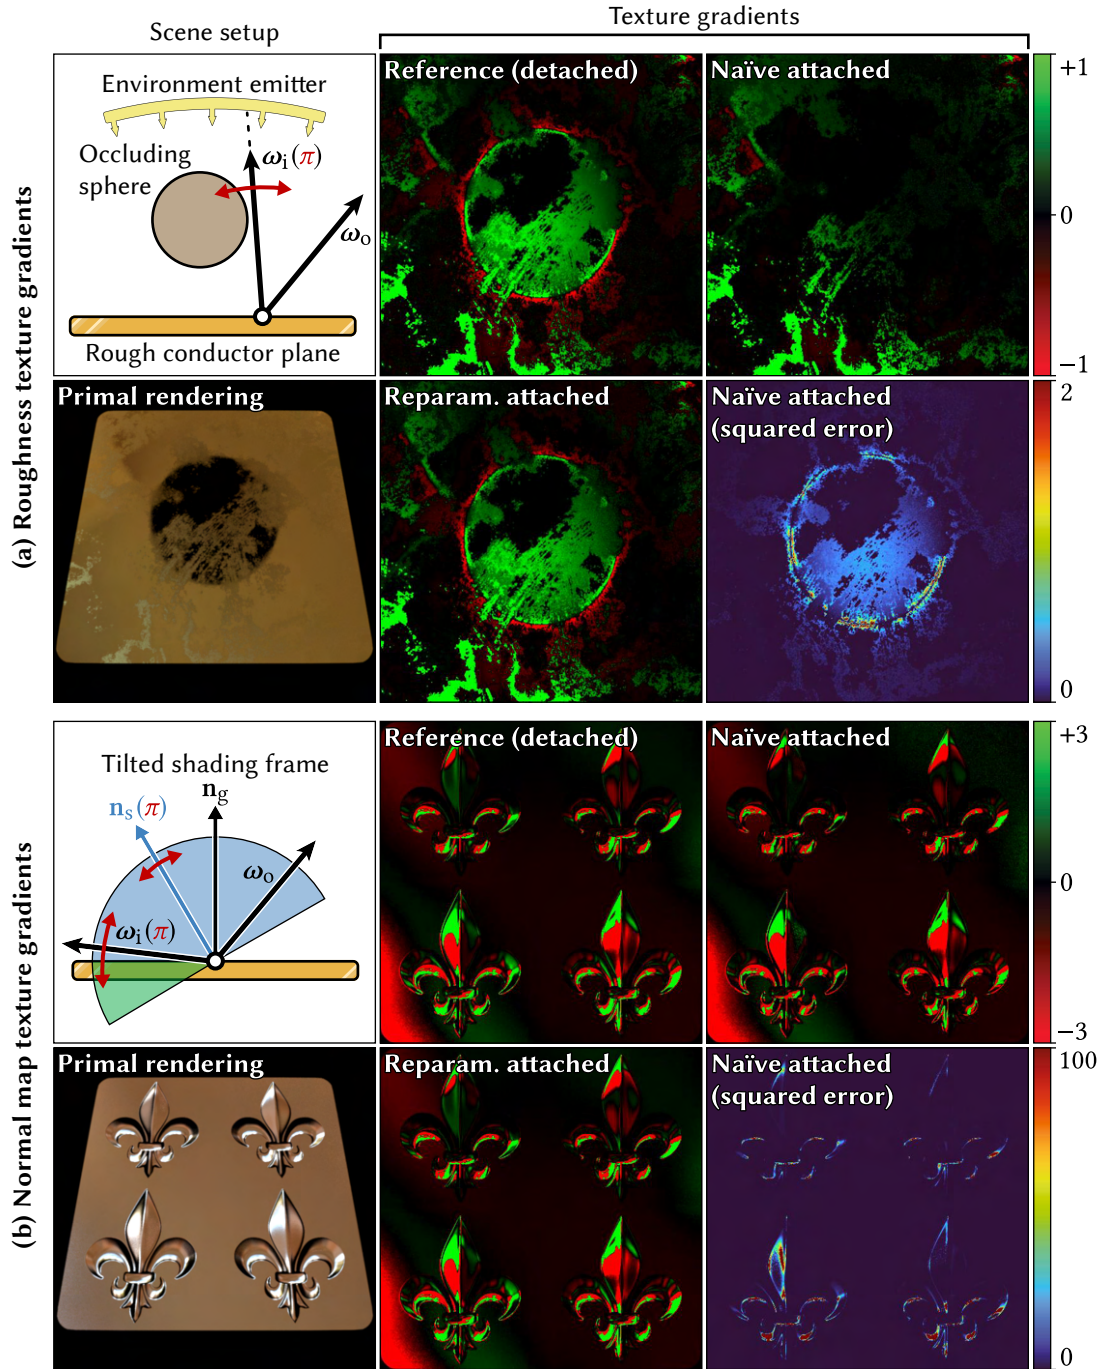 Texture gradients
Scene setup
(a) Roughness texture gradients
Environment emitter
Occluding
sphere
ωi(π)
ωo
Rough conductor plane
Reference (detached)
Naïve attached
+1
0
−1
Primal rendering
Reparam. attached
Naïve attached
(squared error)
2
0
(b) Normal map texture gradients
Tilted shading frame
ng
ns(π)
ωo
ωi(π)
Reference (detached)
Naïve attached
+3
0
−3
Primal rendering
Reparam. attached
Naïve attached
(squared error)
100
0